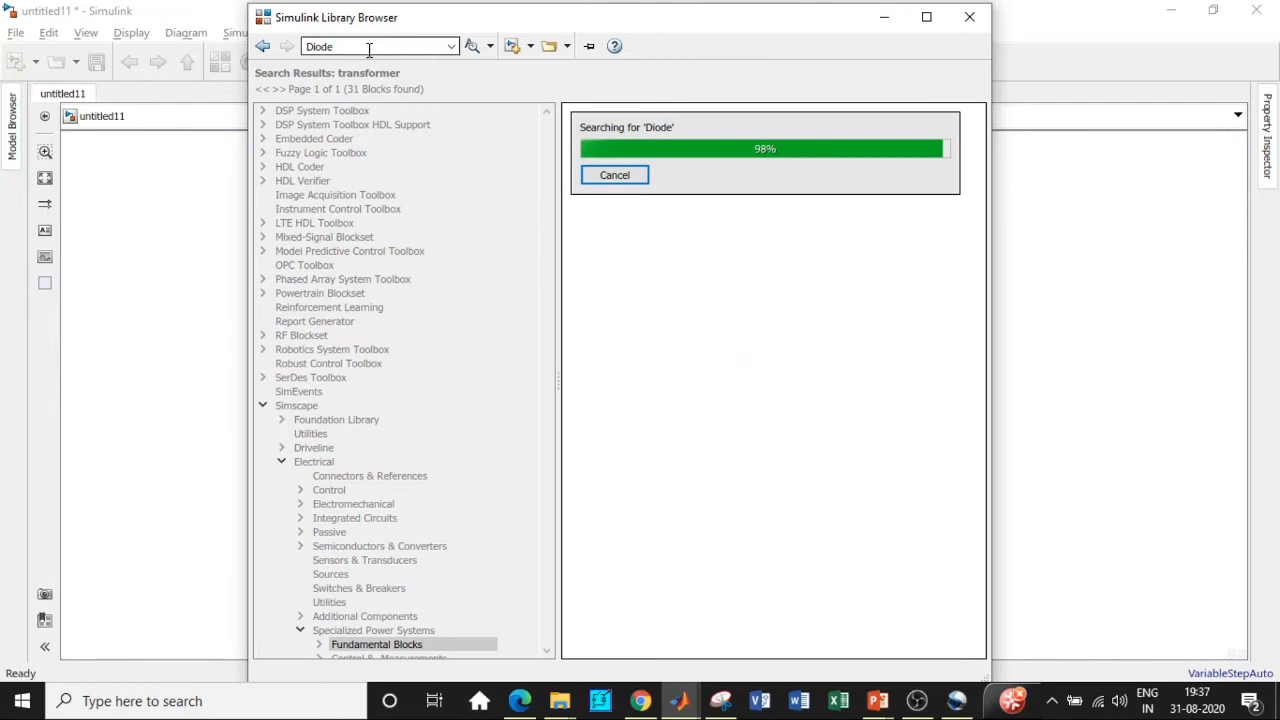 untitled11 * - Simulink
File Edit View Display Diagram Simu
untitled11
untitled11
Model Browser
Property Inspector
Simulink Library Browser
Diode
Search Results: transformer
<< >> Page 1 of 1 (31 Blocks found)
DSP System Toolbox
DSP System Toolbox HDL Support
Embedded Coder
Fuzzy Logic Toolbox
HDL Coder
HDL Verifier
Image Acquisition Toolbox
Instrument Control Toolbox
LTE HDL Toolbox
Mixed-Signal Blockset
Model Predictive Control Toolbox
OPC Toolbox
Phased Array System Toolbox
Powertrain Blockset
Reinforcement Learning
Report Generator
RF Blockset
Robotics System Toolbox
Robust Control Toolbox
SerDes Toolbox
SimEvents
Simscape
Foundation Library
Utilities
Driveline
Electrical
Connectors & References
Control
Electromechanical
Integrated Circuits
Passive
Semiconductors & Converters
Sensors & Transducers
Sources
Switches & Breakers
Utilities
Additional Components
Specialized Power Systems
Fundamental Blocks
Control & Measurements
Searching for 'Diode'
98%
Cancel
Ready
VariableStepAuto
Type here to search
ENG
IN
19:37
31-08-2020
2